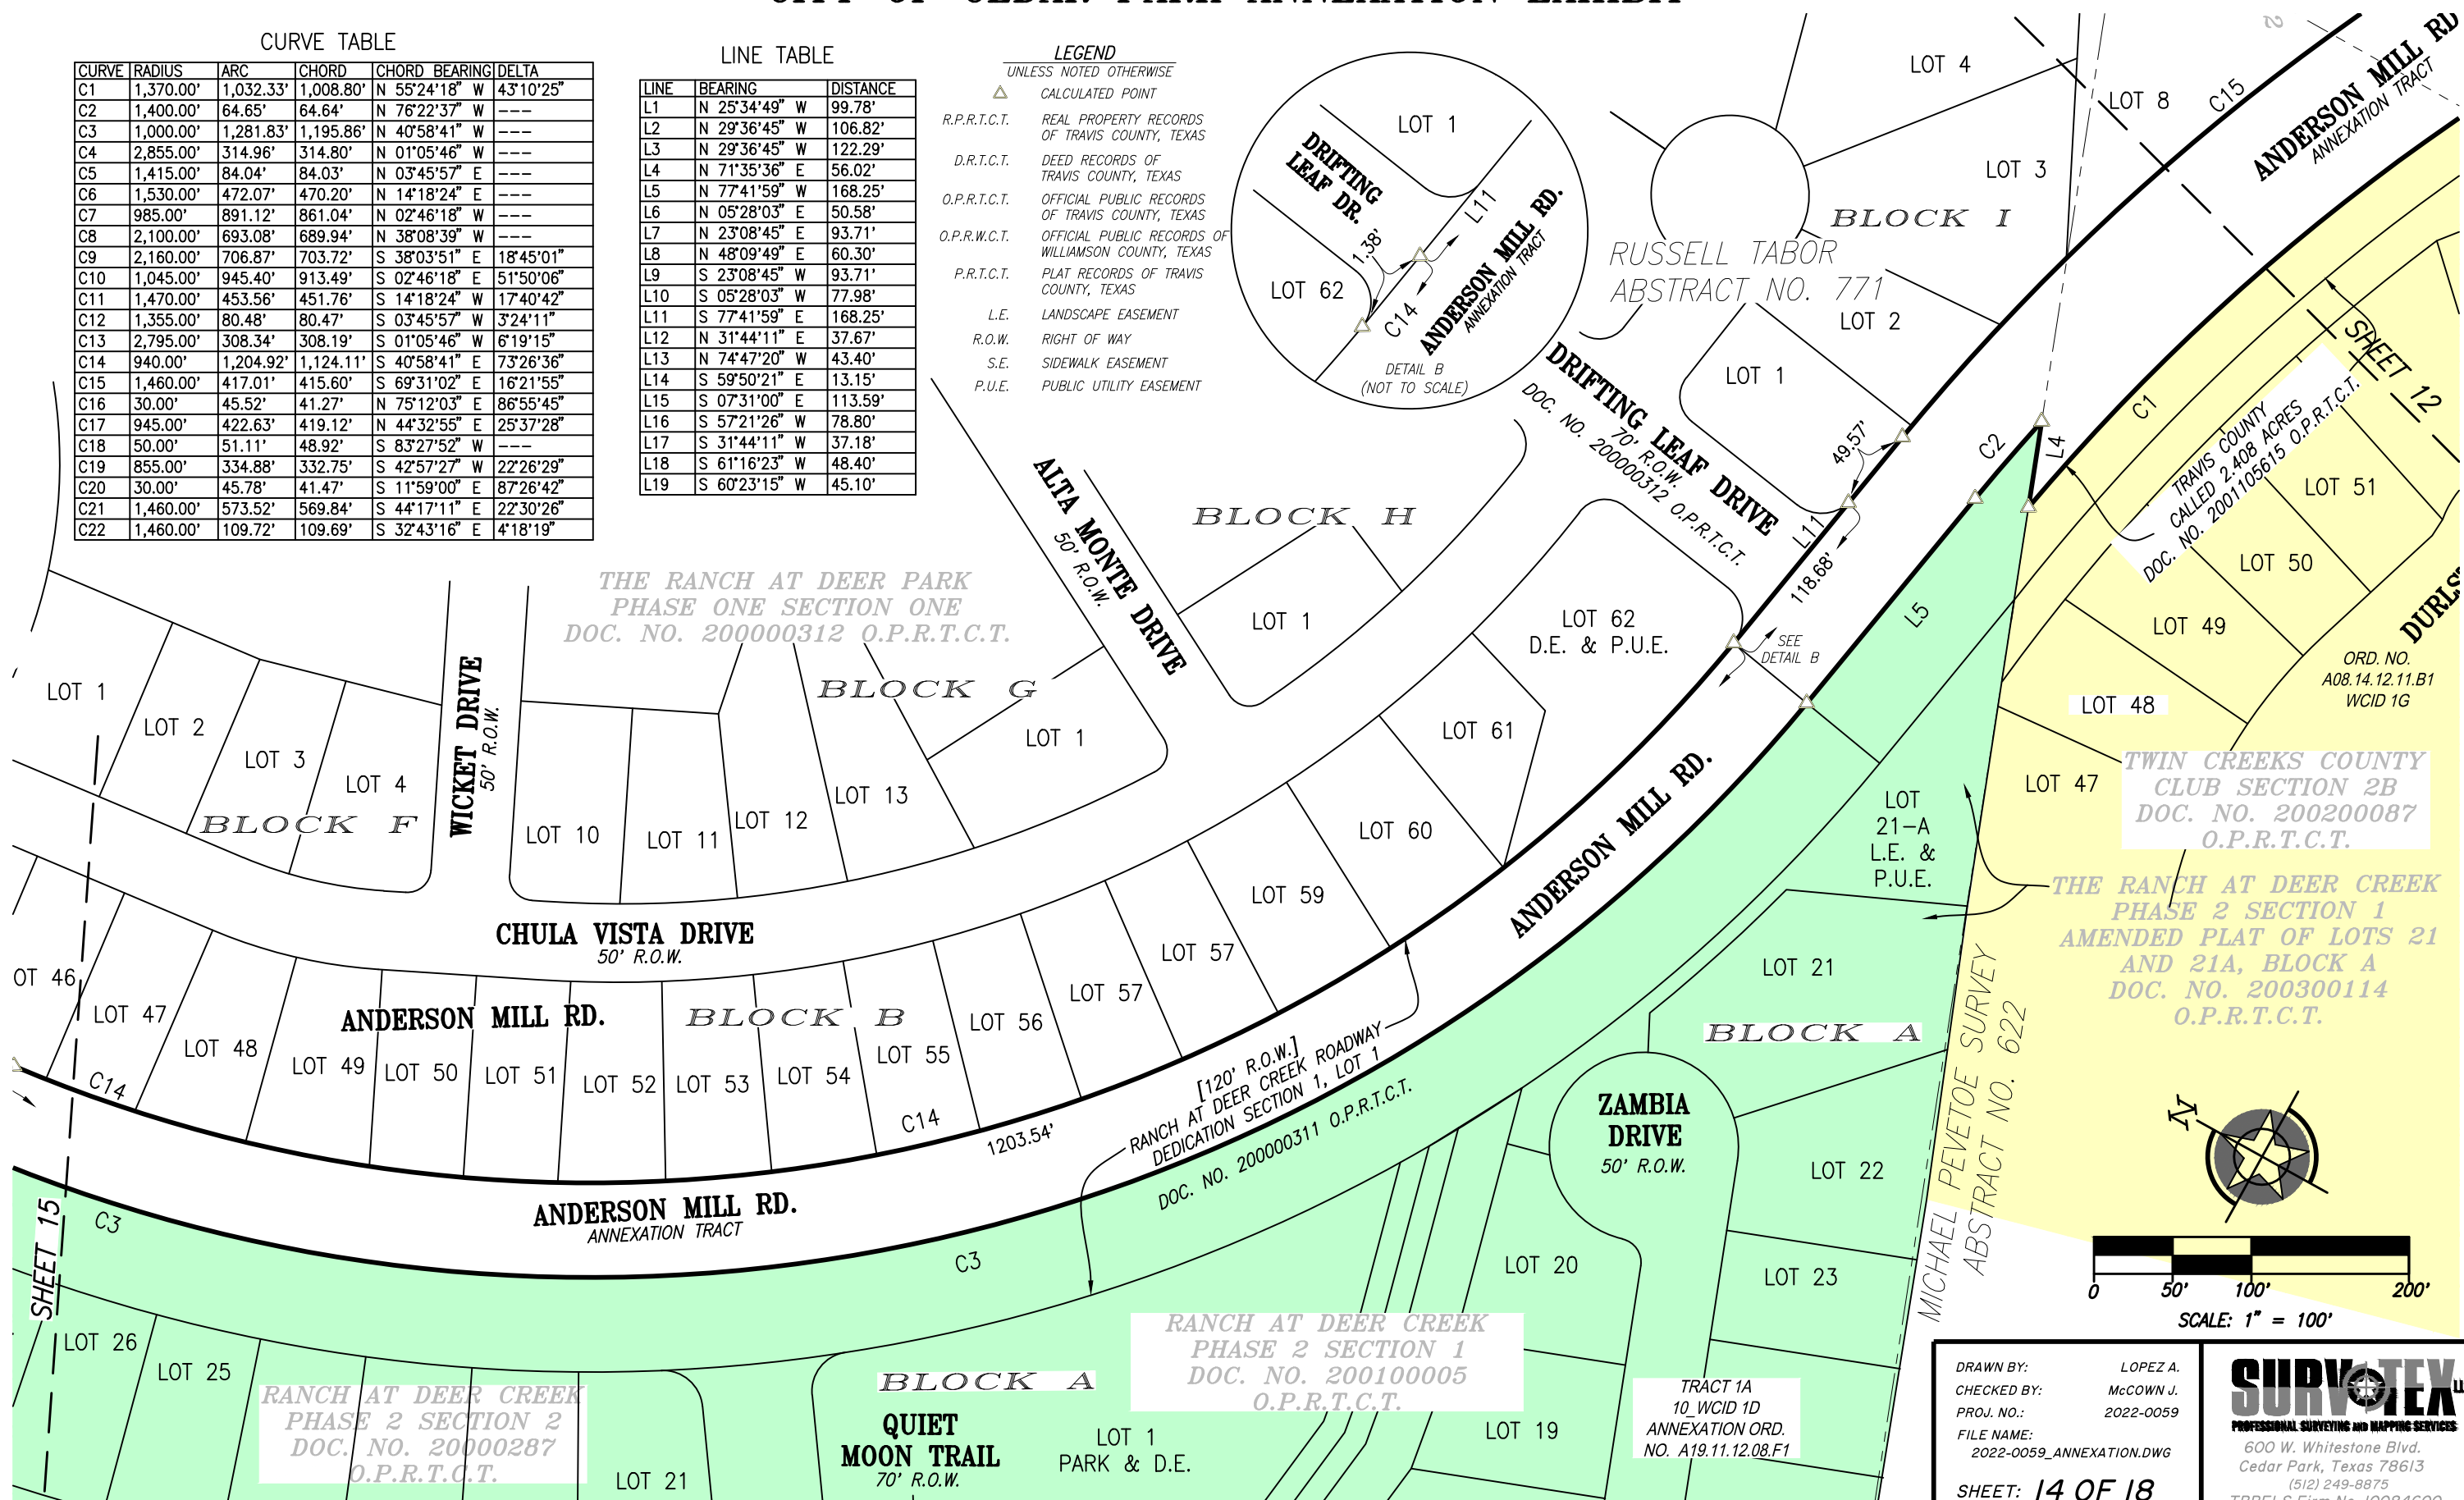 CURVE TABLE
CURVE RADIUS ARC CHORD CHORD BEARING DELTA
C1 1,370.00' 1,032.33' 1,008.80' N 55°24'18" W 43°10'25"
C2 1,400.00' 64.65' 64.64' N 76°22'37" W ---
C3 1,000.00' 1,281.83' 1,195.86' N 40°58'41" W ---
C4 2,855.00' 314.96' 314.80' N 01°05'46" W ---
C5 1,415.00' 84.04' 84.03' N 03°45'57" E ---
C6 1,530.00' 472.07' 470.20' N 14°18'24" E ---
C7 985.00' 891.12' 861.04' N 02°46'18" W ---
C8 2,100.00' 693.08' 689.94' N 38°08'39" W ---
C9 2,160.00' 706.87' 703.72' S 38°03'51" E 18°45'01"
C10 1,045.00' 945.40' 913.49' S 02°46'18" E 51°50'06"
C11 1,470.00' 453.56' 451.76' S 14°18'24" W 17°40'42"
C12 1,355.00' 80.48' 80.47' S 03°45'57" W 3°24'11"
C13 2,795.00' 308.34' 308.19' S 01°05'46" W 6°19'15"
C14 940.00' 1,204.92' 1,124.11' S 40°58'41" E 73°26'36"
C15 1,460.00' 417.01' 415.60' S 69°31'02" E 16°21'55"
C16 30.00' 45.52' 41.27' N 75°12'03" E 86°55'45"
C17 945.00' 422.63' 419.12' N 44°32'55" E 25°37'28"
C18 50.00' 51.11' 48.92' S 83°27'52" W ---
C19 855.00' 334.88' 332.75' S 42°57'27" W 22°26'29"
C20 30.00' 45.78' 41.47' S 11°59'00" E 87°26'42"
C21 1,460.00' 573.52' 569.84' S 44°17'11" E 22°30'26"
C22 1,460.00' 109.72' 109.69' S 32°43'16" E 4°18'19"
LINE TABLE
LINE BEARING DISTANCE
L1 N 25°34'49" W 99.78'
L2 N 29°36'45" W 106.82'
L3 N 29°36'45" W 122.29'
L4 N 71°35'36" E 56.02'
L5 N 77°41'59" W 168.25'
L6 N 05°28'03" E 50.58'
L7 N 23°08'45" E 93.71'
L8 N 48°09'49" E 60.30'
L9 S 23°08'45" W 93.71'
L10 S 05°28'03" W 77.98'
L11 S 77°41'59" E 168.25'
L12 N 31°44'11" E 37.67'
L13 N 74°47'20" W 43.40'
L14 S 59°50'21" E 13.15'
L15 S 07°31'00" E 113.59'
L16 S 57°21'26" W 78.80'
L17 S 31°44'11" W 37.18'
L18 S 61°16'23" W 48.40'
L19 S 60°23'15" W 45.10'
LEGEND
UNLESS NOTED OTHERWISE
CALCULATED POINT
R.P.R.T.C.T. REAL PROPERTY RECORDS
OF TRAVIS COUNTY, TEXAS
D.R.T.C.T. DEED RECORDS OF
TRAVIS COUNTY, TEXAS
O.P.R.T.C.T. OFFICIAL PUBLIC RECORDS
OF TRAVIS COUNTY, TEXAS
O.P.R.W.C.T. OFFICIAL PUBLIC RECORDS OF
WILLIAMSON COUNTY, TEXAS
P.R.T.C.T. PLAT RECORDS OF TRAVIS
COUNTY, TEXAS
L.E. LANDSCAPE EASEMENT
R.O.W. RIGHT OF WAY
S.E. SIDEWALK EASEMENT
P.U.E. PUBLIC UTILITY EASEMENT
LOT 1
DRIFTING
LEAF DR.
LOT 62
1.38'
L11
C14
ANDERSON MILL RD.
ANNEXATION TRACT
DETAIL B
(NOT TO SCALE)
LOT 4
LOT 8
C15
ANDERSON MILL RD
ANNEXATION TRACT
2
LOT 3
BLOCK I
RUSSELL TABOR
ABSTRACT NO. 771
LOT 2
LOT 1
DRIFTING LEAF DRIVE
70' R.O.W.
DOC. NO. 200000312 O.P.R.T.C.T.
49.57'
L11
118.68'
C2
L4
C1
L5
SHEET 12
TRAVIS COUNTY
CALLED 2.408 ACRES
DOC. NO. 2001105615 O.P.R.T.C.T.
LOT 51
LOT 50
LOT 49
DURLS
ORD. NO.
A08.14.12.11.B1
WCID 1G
LOT 48
LOT 47
TWIN CREEKS COUNTY
CLUB SECTION 2B
DOC. NO. 200200087
O.P.R.T.C.T.
THE RANCH AT DEER CREEK
PHASE 2 SECTION 1
AMENDED PLAT OF LOTS 21
AND 21A, BLOCK A
DOC. NO. 200300114
O.P.R.T.C.T.
ALTA MONTE DRIVE
50' R.O.W.
BLOCK H
LOT 1
THE RANCH AT DEER PARK
PHASE ONE SECTION ONE
DOC. NO. 200000312 O.P.R.T.C.T.
BLOCK G
LOT 1
LOT 62
D.E. & P.U.E.
SEE
DETAIL B
LOT 61
LOT 60
LOT 59
LOT 57
LOT 57
LOT 56
LOT 55
LOT 54
LOT 53
LOT 52
LOT 51
LOT 50
LOT 49
LOT 48
LOT 47
OT 46
LOT 1
LOT 2
LOT 3
LOT 4
BLOCK F
WICKET DRIVE
50' R.O.W.
LOT 10
LOT 11
LOT 12
LOT 13
CHULA VISTA DRIVE
50' R.O.W.
ANDERSON MILL RD.
BLOCK B
C14
C14
1203.54'
ANDERSON MILL RD.
ANDERSON MILL RD.
ANNEXATION TRACT
[120' R.O.W.]
RANCH AT DEER CREEK ROADWAY
DEDICATION SECTION 1, LOT 1
DOC. NO. 200000311 O.P.R.T.C.T.
C3
C3
SHEET 15
LOT
21-A
L.E. &
P.U.E.
LOT 21
BLOCK A
ZAMBIA
DRIVE
50' R.O.W.
LOT 22
LOT 23
LOT 20
LOT 19
MICHAEL PEVETOE SURVEY
ABSTRACT NO. 622
N
0 50' 100' 200'
SCALE: 1" = 100'
LOT 26
LOT 25
RANCH AT DEER CREEK
PHASE 2 SECTION 2
DOC. NO. 20000287
O.P.R.T.C.T.
LOT 21
BLOCK A
QUIET
MOON TRAIL
70' R.O.W.
LOT 1
PARK & D.E.
RANCH AT DEER CREEK
PHASE 2 SECTION 1
DOC. NO. 200100005
O.P.R.T.C.T.
TRACT 1A
10_WCID 1D
ANNEXATION ORD.
NO. A19.11.12.08.F1
DRAWN BY: LOPEZ A.
CHECKED BY: McCOWN J.
PROJ. NO.: 2022-0059
FILE NAME:
2022-0059_ANNEXATION.DWG
SHEET: 14 OF 18
SURVTEX LL
PROFESSIONAL SURVEYING AND MAPPING SERVICES
600 W. Whitestone Blvd.
Cedar Park, Texas 78613
(512) 249-8875